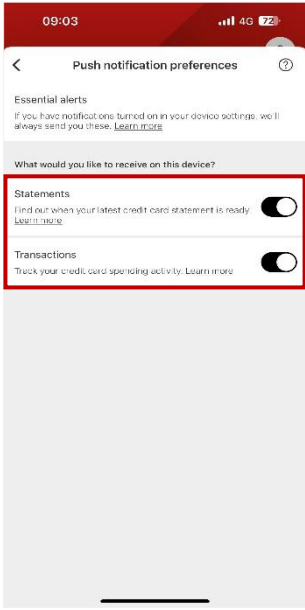 09:03
4G 72
Push notification preferences
Essential alerts
If you have notifications turned on in your device settings, we'll
always send you these. Learn more
What would you like to receive on this device?
Statements
Find out when your latest credit card statement is ready
Learn more
Transactions
Track your credit card spending activity. Learn more